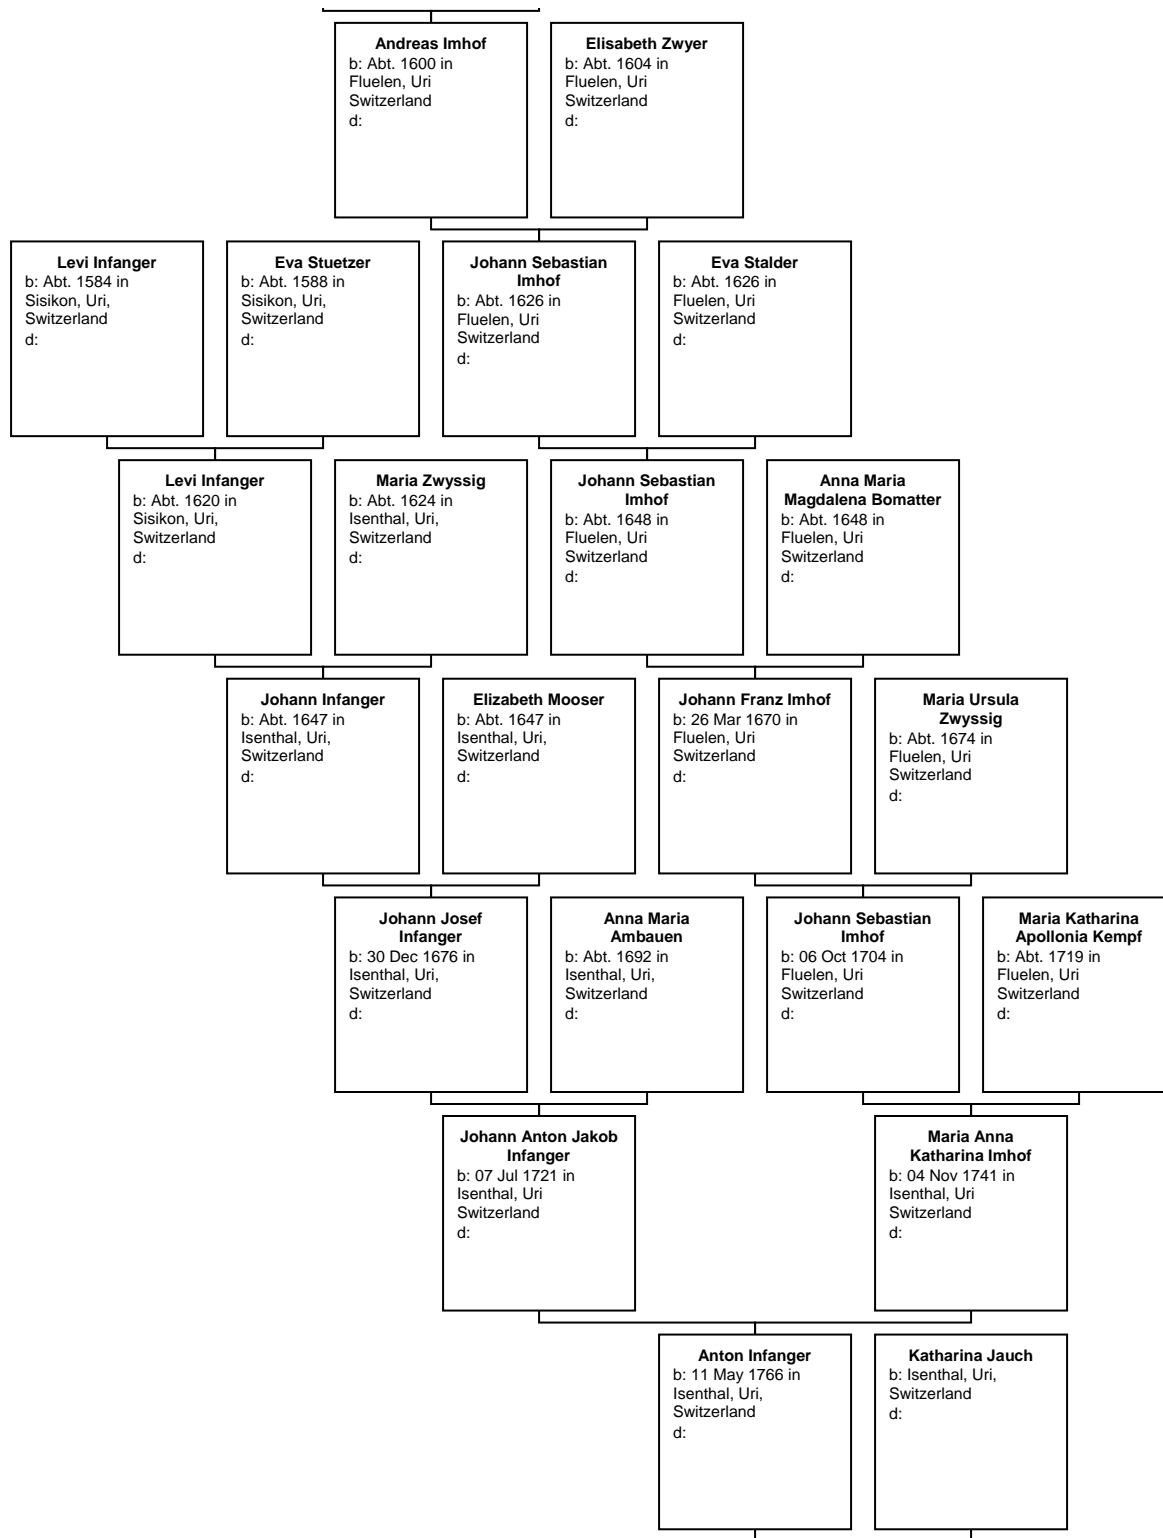 Andreas Imhof
b: Abt. 1600 in
Fluelen, Uri
Switzerland
d:
Elisabeth Zwyer
b: Abt. 1604 in
Fluelen, Uri
Switzerland
d:
Levi Infanger
b: Abt. 1584 in
Sisikon, Uri,
Switzerland
d:
Eva Stuetzer
b: Abt. 1588 in
Sisikon, Uri,
Switzerland
d:
Johann Sebastian
Imhof
b: Abt. 1626 in
Fluelen, Uri
Switzerland
d:
Eva Stalder
b: Abt. 1626 in
Fluelen, Uri
Switzerland
d:
Levi Infanger
b: Abt. 1620 in
Sisikon, Uri,
Switzerland
d:
Maria Zwyssig
b: Abt. 1624 in
Isenthal, Uri,
Switzerland
d:
Johann Sebastian
Imhof
b: Abt. 1648 in
Fluelen, Uri
Switzerland
d:
Anna Maria
Magdalena Bomatter
b: Abt. 1648 in
Fluelen, Uri
Switzerland
d:
Johann Infanger
b: Abt. 1647 in
Isenthal, Uri,
Switzerland
d:
Elizabeth Mooser
b: Abt. 1647 in
Isenthal, Uri,
Switzerland
d:
Johann Franz Imhof
b: 26 Mar 1670 in
Fluelen, Uri
Switzerland
d:
Maria Ursula
Zwyssig
b: Abt. 1674 in
Fluelen, Uri
Switzerland
d:
Johann Josef
Infanger
b: 30 Dec 1676 in
Isenthal, Uri,
Switzerland
d:
Anna Maria
Ambauen
b: Abt. 1692 in
Isenthal, Uri,
Switzerland
d:
Johann Sebastian
Imhof
b: 06 Oct 1704 in
Fluelen, Uri
Switzerland
d:
Maria Katharina
Apollonia Kempf
b: Abt. 1719 in
Fluelen, Uri
Switzerland
d:
Johann Anton Jakob
Infanger
b: 07 Jul 1721 in
Isenthal, Uri
Switzerland
d:
Maria Anna
Katharina Imhof
b: 04 Nov 1741 in
Isenthal, Uri
Switzerland
d:
Anton Infanger
b: 11 May 1766 in
Isenthal, Uri,
Switzerland
d:
Katharina Jauch
b: Isenthal, Uri,
Switzerland
d: